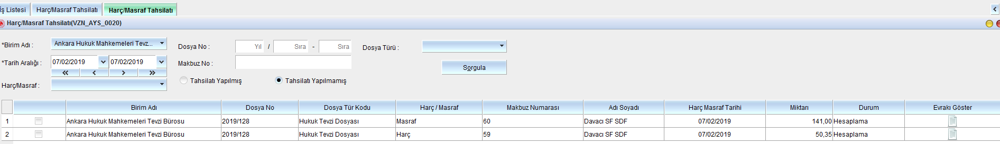 İş Listesi Harç/Masraf Tahsilatı Harç/Masraf Tahsilatı
Harç/Masraf Tahsilatı(VZN_AYS_0020)
*Birim Adı : Ankara Hukuk Mahkemeleri Tevz... Dosya No : Yıl / Sıra - Sıra Dosya Türü :
*Tarih Aralığı : 07/02/2019 07/02/2019 Makbuz No : Sorgula
Harç/Masraf : Tahsilatı Yapılmış Tahsilatı Yapılmamış
Birim Adı Dosya No Dosya Tür Kodu Harç / Masraf Makbuz Numarası Adı Soyadı Harç Masraf Tarihi Miktarı Durum Evrakı Göster
1 Ankara Hukuk Mahkemeleri Tevzi Bürosu 2019/128 Hukuk Tevzi Dosyası Masraf 60 Davacı SF SDF 07/02/2019 141,00 Hesaplama
2 Ankara Hukuk Mahkemeleri Tevzi Bürosu 2019/128 Hukuk Tevzi Dosyası Harç 59 Davacı SF SDF 07/02/2019 50,35 Hesaplama